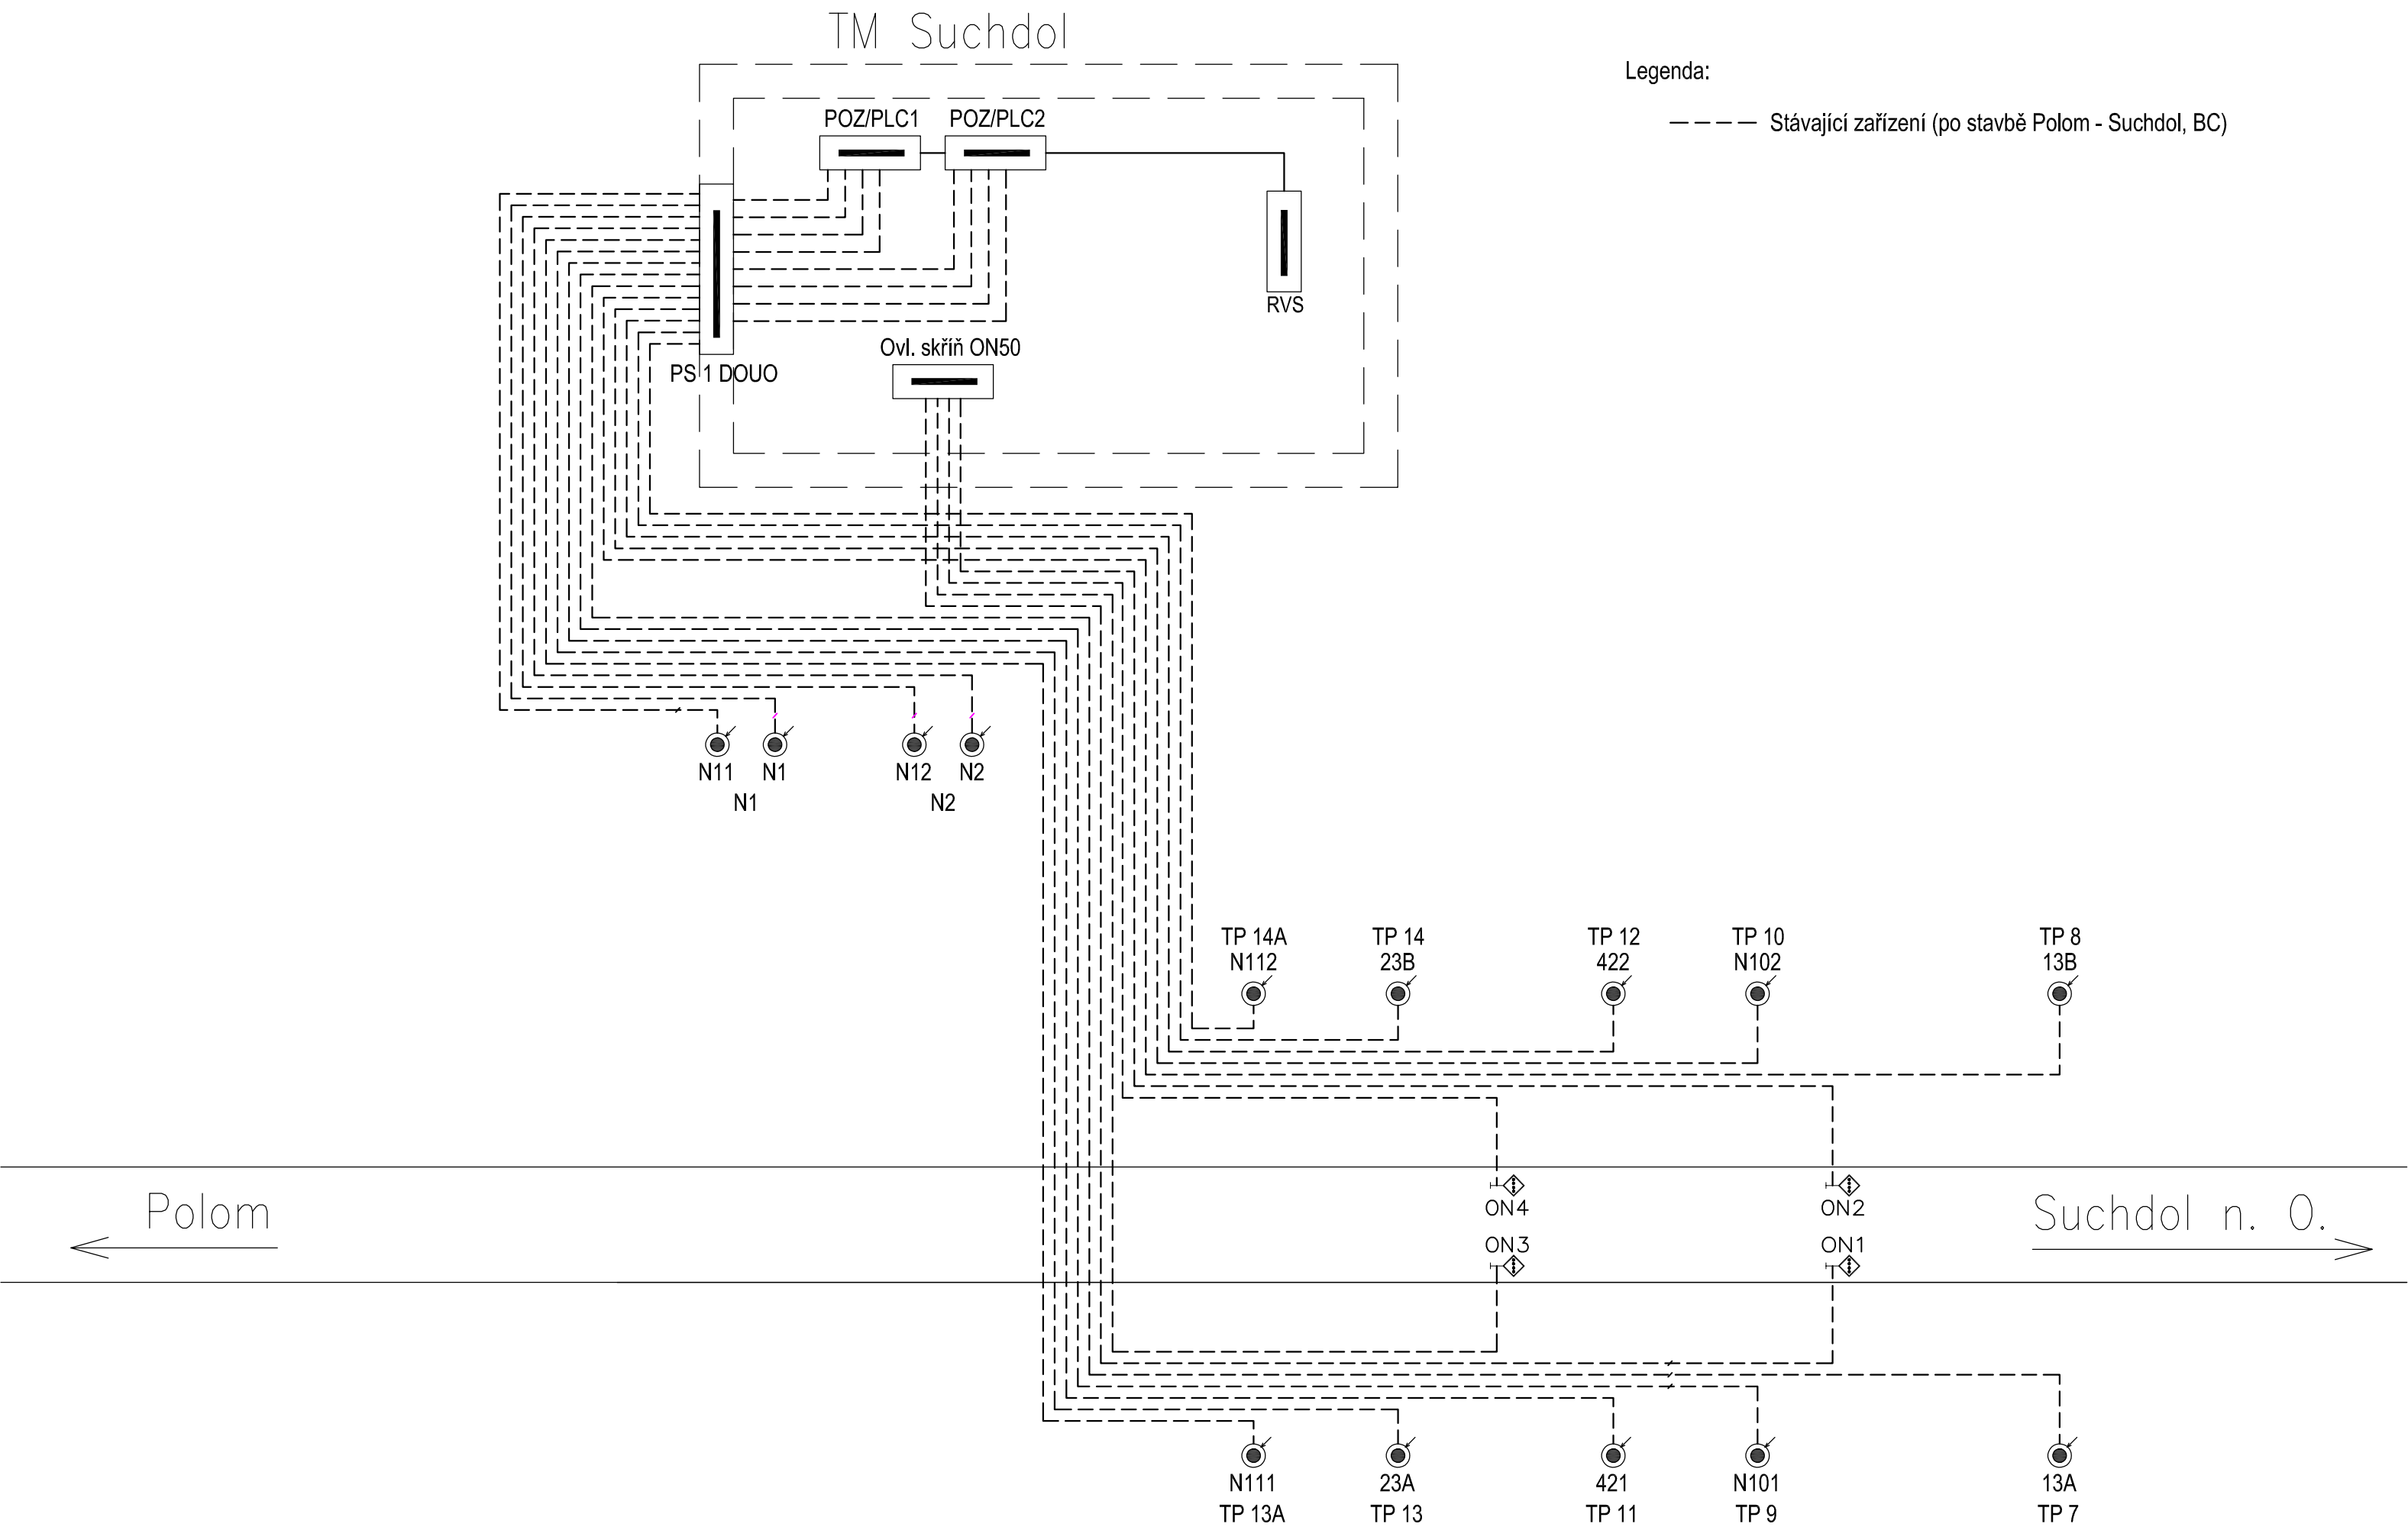 TM Suchdol
Legenda:
Stávající zařízení (po stavbě Polom - Suchdol, BC)
POZ/PLC1
POZ/PLC2
RVS
Ovl. skříň ON50
PS 1 DOUO
N11
N1
N12
N2
N1
N2
TP 14A
N112
TP 14
23B
TP 12
422
TP 10
N102
TP 8
13B
Polom
ON4
ON2
Suchdol n. O.
ON3
ON1
N111
TP 13A
23A
TP 13
421
TP 11
N101
TP 9
13A
TP 7